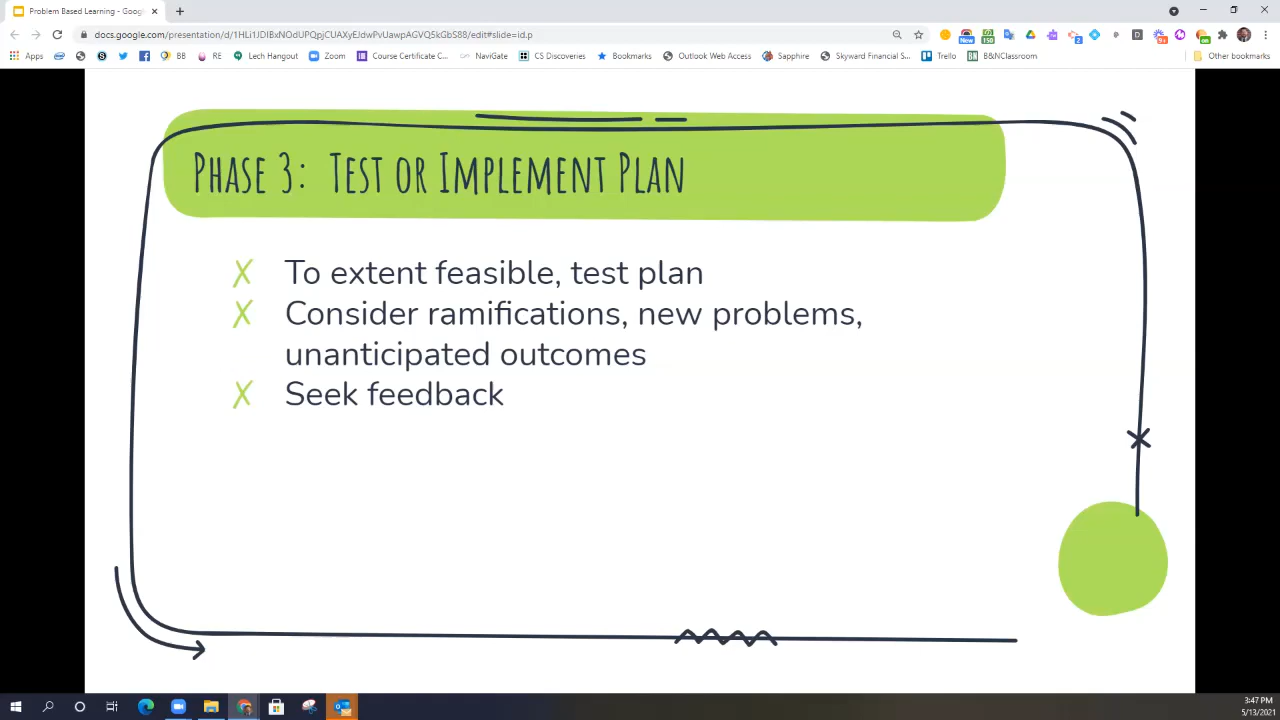 Problem Based Learning - Goog
docs.google.com/presentation/d/1HLi1JDIBxNOdUPQpjCUAXyEJdwPvUawpAGVQ5kGbS88/edit#slide=id.p
Apps BB RE Lech Hangout Zoom Course Certificate C... NavIGate CS Discoveries Bookmarks Outlook Web Access Sapphire Skyward Financial S... Trello B&NClassroom Other bookmarks
Phase 3: Test or Implement Plan
✗ To extent feasible, test plan
✗ Consider ramifications, new problems,
unanticipated outcomes
✗ Seek feedback
3:47 PM
5/13/2021